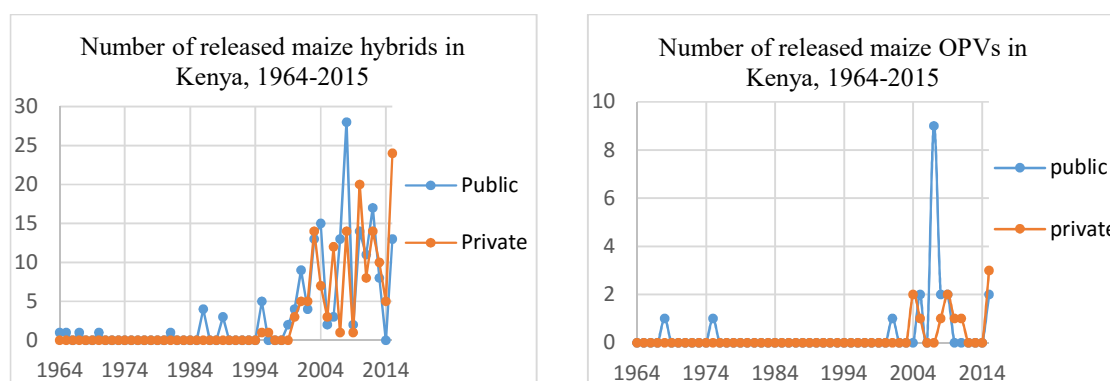 Number of released maize hybrids in
Kenya, 1964-2015
30
25
20
15
10
5
0
1964 1974 1984 1994 2004 2014
Public
Private
Number of released maize OPVs in
Kenya, 1964-2015
10
8
6
4
2
0
1964 1974 1984 1994 2004 2014
public
private